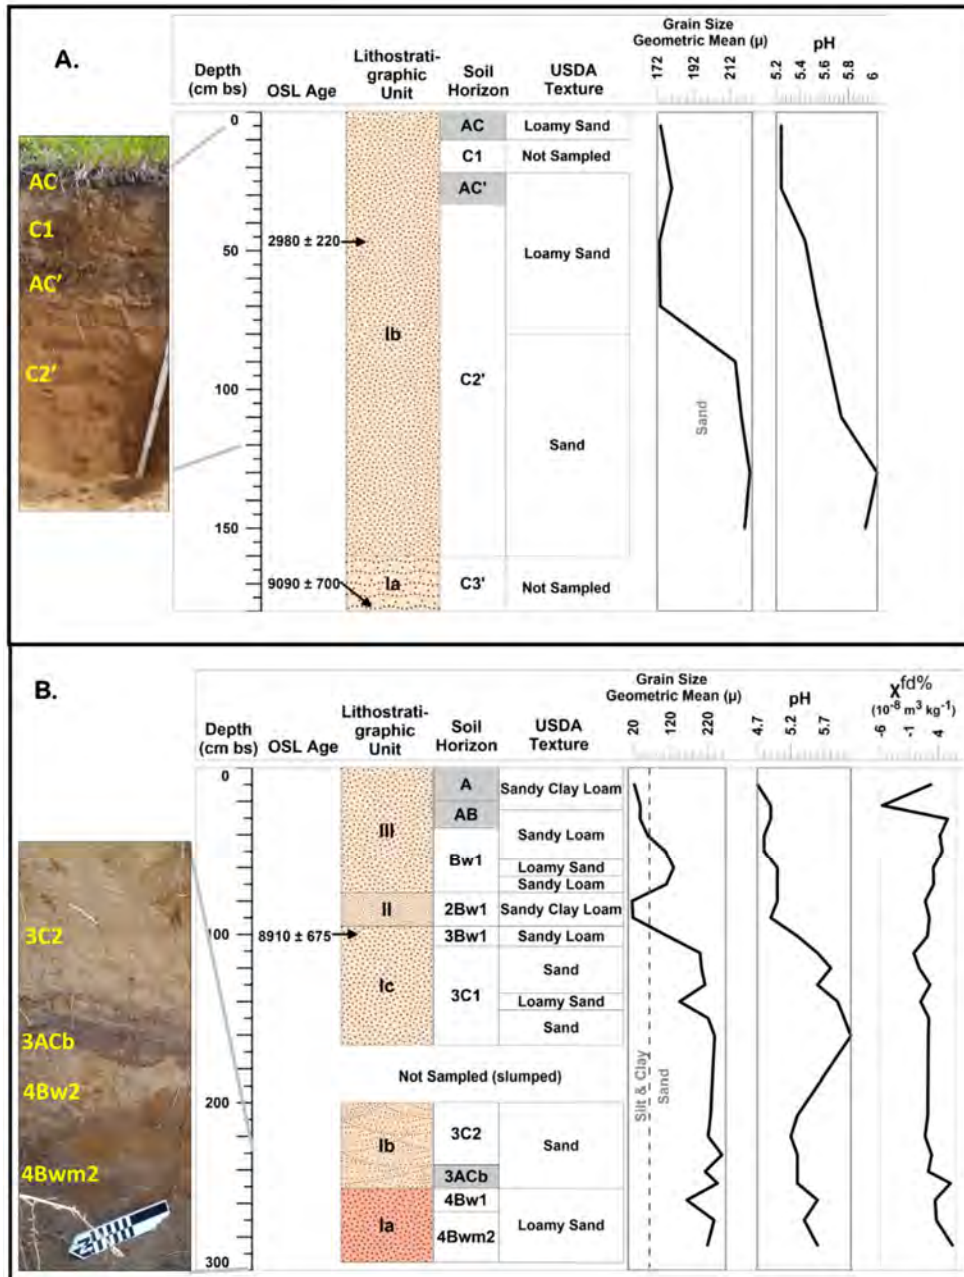 A.
Depth
(cm bs)
OSL Age
Lithostrati-
graphic
Unit
Soil
Horizon
USDA
Texture
Grain Size
Geometric Mean (µ)
172
192
212
pH
5.2
5.4
5.6
5.8
6
AC
C1
AC′
C2′
0
50
100
150
2980 ± 220
9090 ± 700
Ib
Ia
AC
C1
AC'
C2'
C3'
Loamy Sand
Not Sampled
Loamy Sand
Sand
Not Sampled
Sand
B.
Depth
(cm bs)
OSL Age
Lithostrati-
graphic
Unit
Soil
Horizon
USDA
Texture
Grain Size
Geometric Mean (µ)
20
120
220
pH
4.7
5.2
5.7
χfd%
(10-8 m3 kg-1)
-6
-1
4
3C2
3ACb
4Bw2
4Bwm2
0
100
200
300
8910 ± 675
III
II
Ic
Not Sampled (slumped)
Ib
Ia
A
AB
Bw1
2Bw1
3Bw1
3C1
3C2
3ACb
4Bw1
4Bwm2
Sandy Clay Loam
Sandy Loam
Loamy Sand
Sandy Loam
Sandy Clay Loam
Sandy Loam
Sand
Loamy Sand
Sand
Sand
Loamy Sand
Silt & Clay
Sand